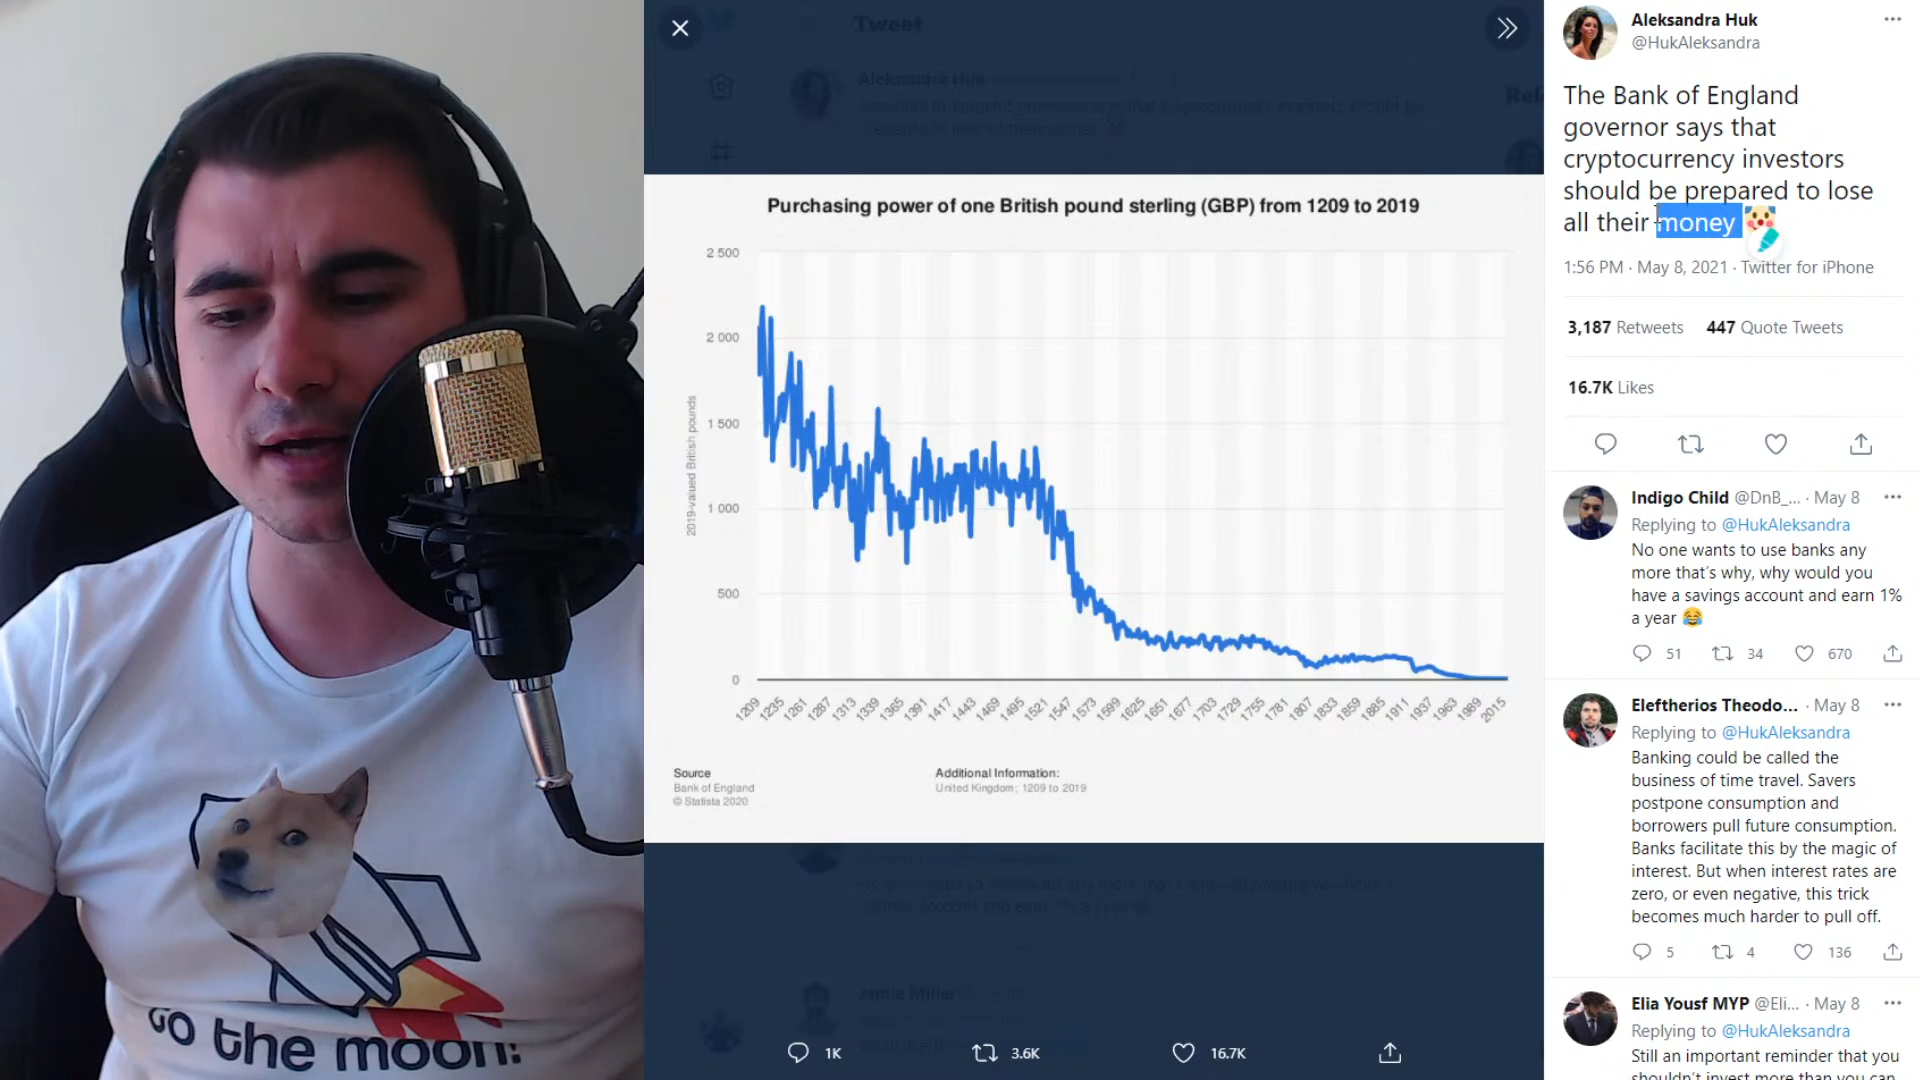 Tweet
Aleksandra Huk
Purchasing power of one British pound sterling (GBP) from 1209 to 2019
2 500
2 000
1 500
1 000
500
0
2019-valued British pounds
1209 1235 1261 1287 1313 1339 1365 1391 1417 1443 1469 1495 1521 1547 1573 1599 1625 1651 1677 1703 1729 1755 1781 1807 1833 1859 1885 1911 1937 1963 1989 2015
Source
Bank of England
© Statista 2020
Additional Information:
United Kingdom; 1209 to 2019
Jamie Miller
1K 3.6K 16.7K
Aleksandra Huk
@HukAleksandra
The Bank of England
governor says that
cryptocurrency investors
should be prepared to lose
all their money
1:56 PM · May 8, 2021 · Twitter for iPhone
3,187 Retweets 447 Quote Tweets
16.7K Likes
Indigo Child @DnB_... · May 8
Replying to @HukAleksandra
No one wants to use banks any
more that's why, why would you
have a savings account and earn 1%
a year 😂
51 34 670
Eleftherios Theodo... · May 8
Replying to @HukAleksandra
Banking could be called the
business of time travel. Savers
postpone consumption and
borrowers pull future consumption.
Banks facilitate this by the magic of
interest. But when interest rates are
zero, or even negative, this trick
becomes much harder to pull off.
5 4 136
Elia Yousf MYP @Eli... · May 8
Replying to @HukAleksandra
Still an important reminder that you
shouldn't invest more than you can
Go the moon!